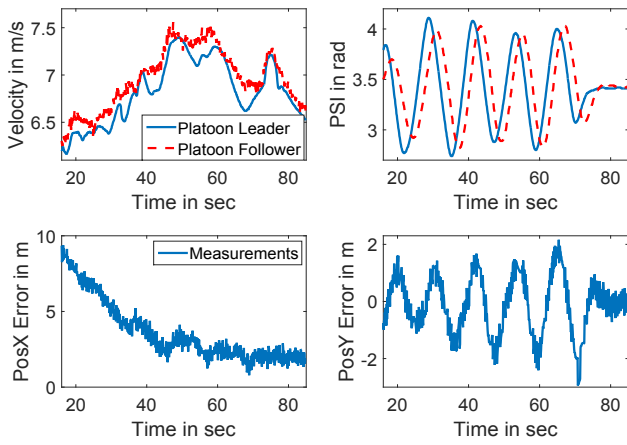 7.5
7
6.5
Velocity in m/s
Platoon Leader
Platoon Follower
20 40 60 80
Time in sec
4
3.5
3
PSI in rad
20 40 60 80
Time in sec
10
5
0
PosX Error in m
Measurements
20 40 60 80
Time in sec
2
0
-2
PosY Error in m
20 40 60 80
Time in sec